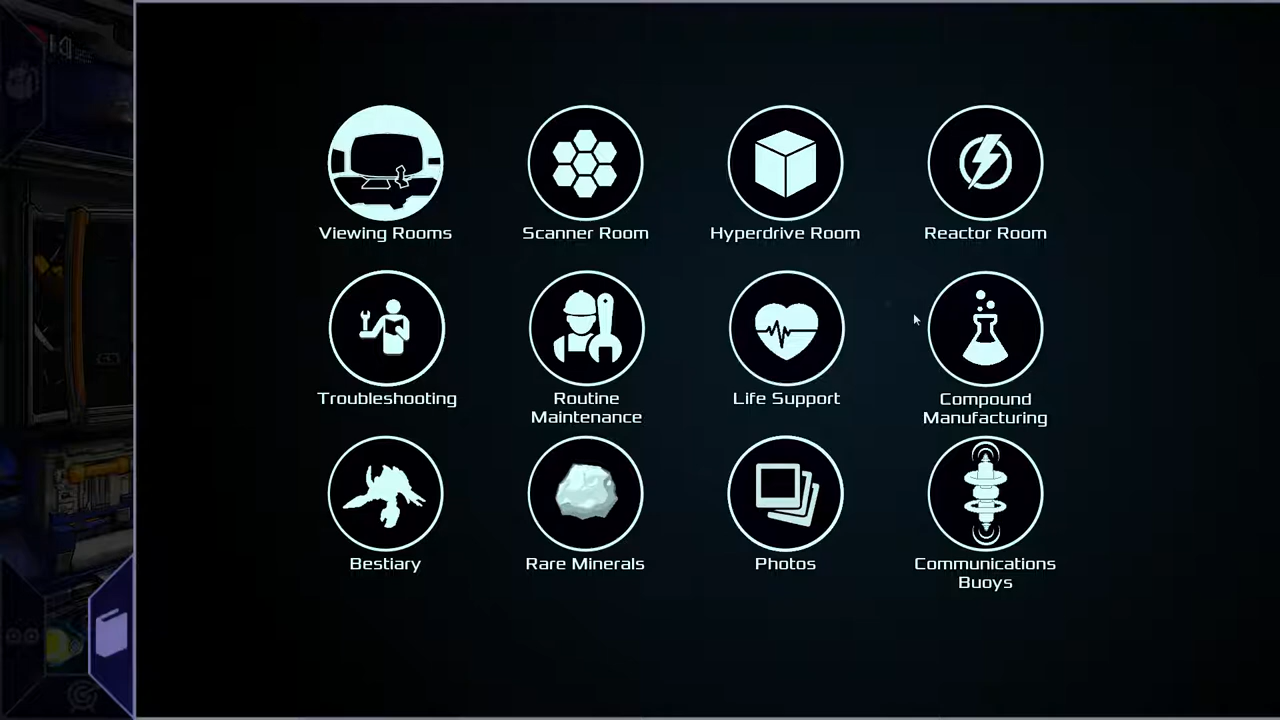 Viewing Rooms
Scanner Room
Hyperdrive Room
Reactor Room
Troubleshooting
Routine
Maintenance
Life Support
Compound
Manufacturing
Bestiary
Rare Minerals
Photos
Communications
Buoys